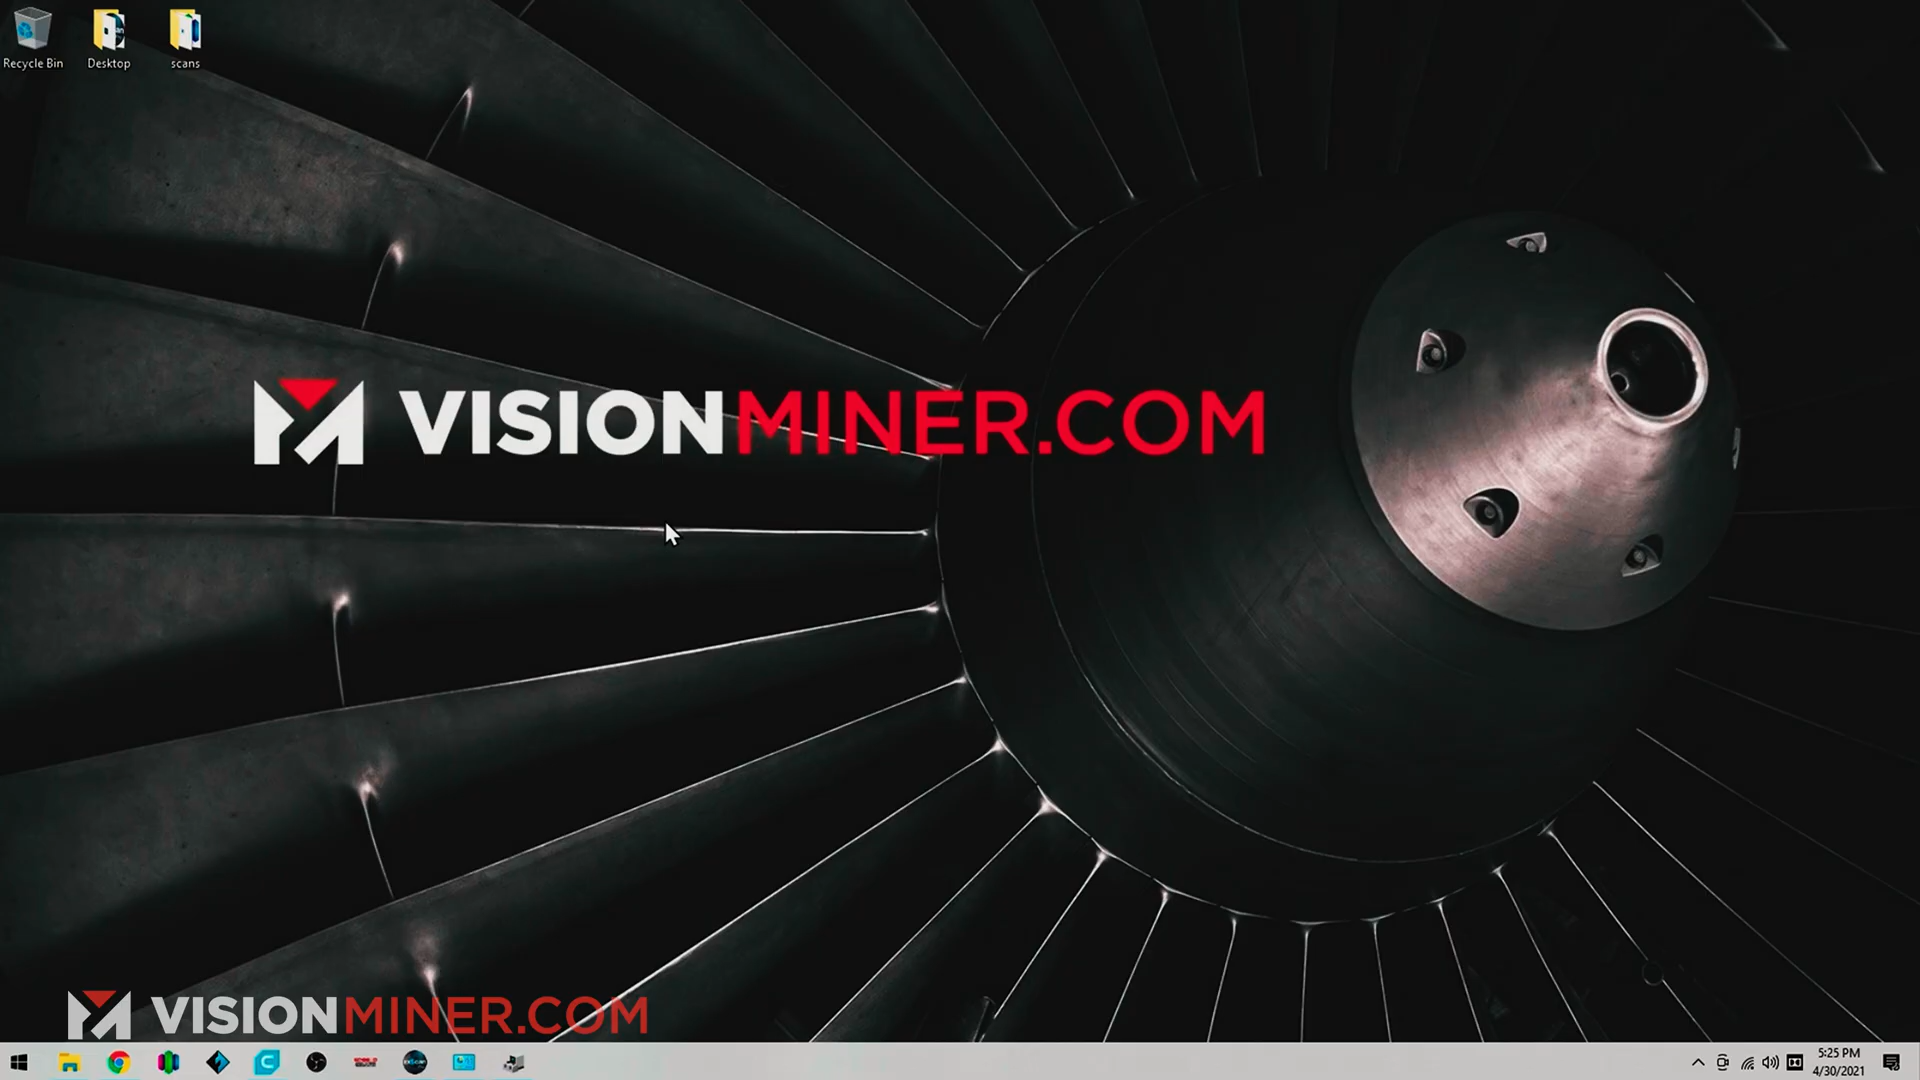 Recycle Bin
Desktop
scans
VISIONMINER.COM
VISIONMINER.COM
5:25 PM
4/30/2021